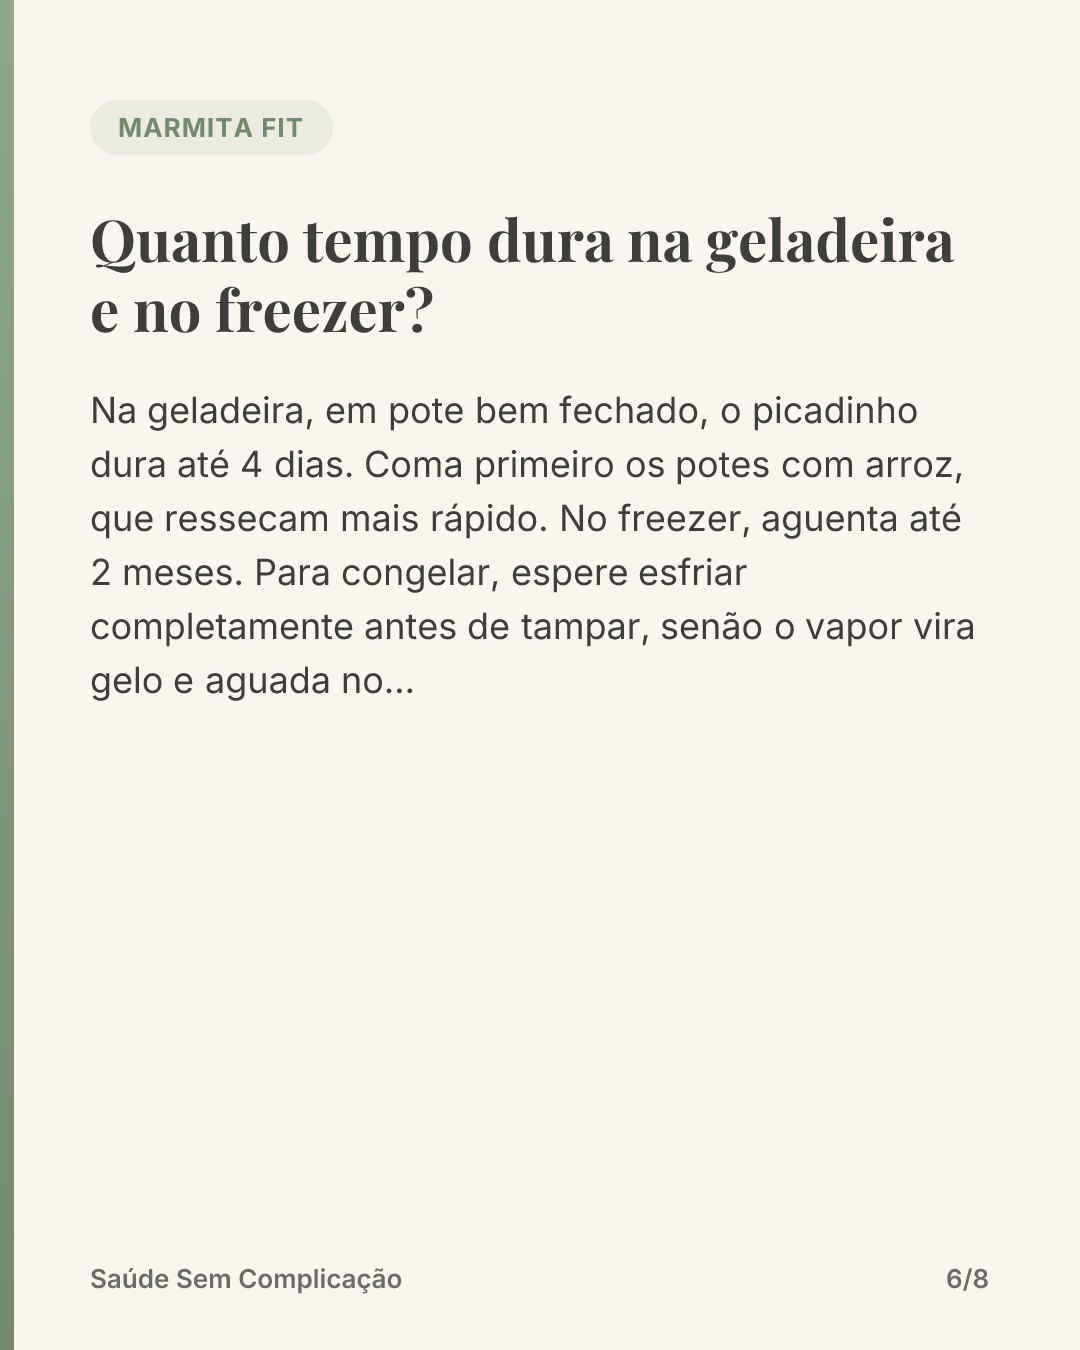 MARMITA FIT
Quanto tempo dura na geladeira
e no freezer?
Na geladeira, em pote bem fechado, o picadinho
dura até 4 dias. Coma primeiro os potes com arroz,
que ressecam mais rápido. No freezer, aguenta até
2 meses. Para congelar, espere esfriar
completamente antes de tampar, senão o vapor vira
gelo e aguada no...
Saúde Sem Complicação
6/8